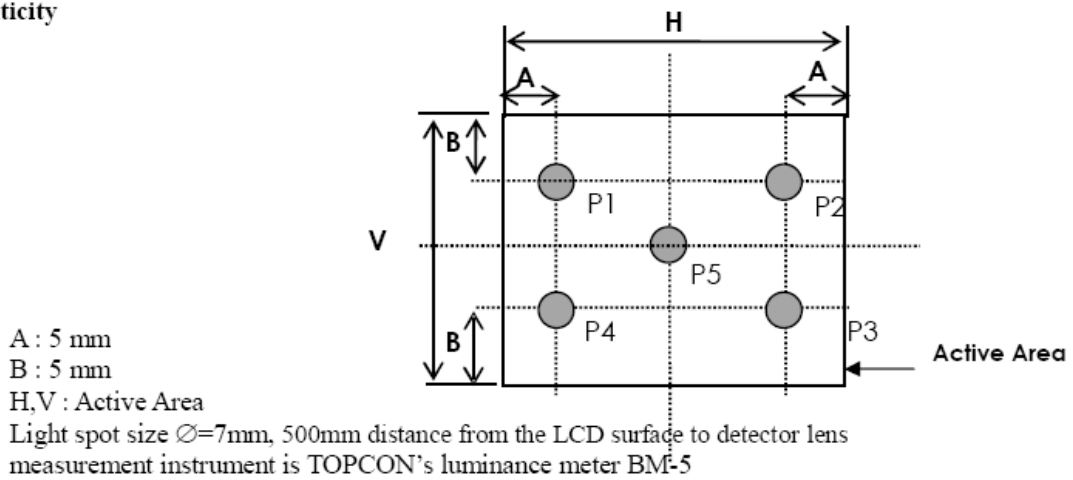 ticity
H
A
A
B
P1
P2
V
P5
B
P4
P3
Active Area
A : 5 mm
B : 5 mm
H,V : Active Area
Light spot size ∅=7mm, 500mm distance from the LCD surface to detector lens
measurement instrument is TOPCON's luminance meter BM-5